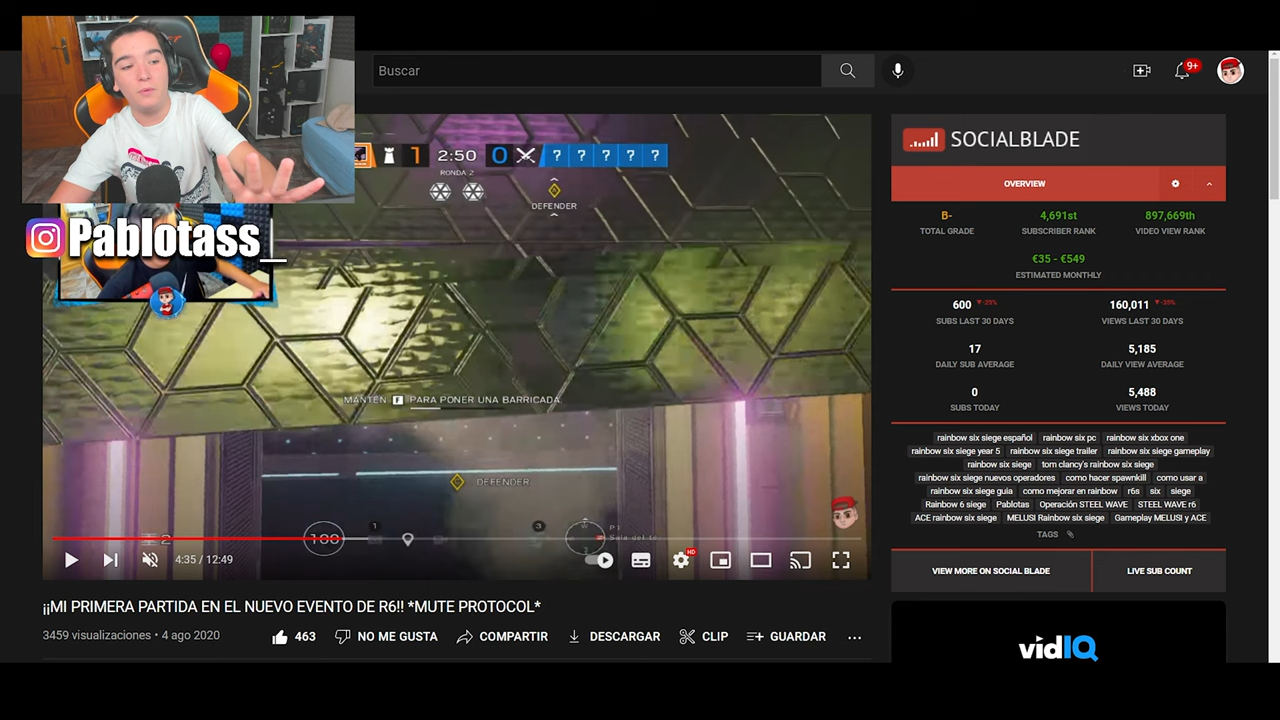 Buscar
9+
1 2:50 0 ? ? ? ? ?
RONDA 2
DEFENDER
Pablotass_
MANTÉN F PARA PONER UNA BARRICADA
DEFENDER
100
1
3
4:35 / 12:49
HD
¡¡MI PRIMERA PARTIDA EN EL NUEVO EVENTO DE R6!! *MUTE PROTOCOL*
3459 visualizaciones • 4 ago 2020
463 NO ME GUSTA COMPARTIR DESCARGAR CLIP GUARDAR ...
SOCIALBLADE
OVERVIEW
B- 4,691st 897,669th
TOTAL GRADE SUBSCRIBER RANK VIDEO VIEW RANK
€35 - €549
ESTIMATED MONTHLY
600 160,011
SUBS LAST 30 DAYS VIEWS LAST 30 DAYS
17 5,185
DAILY SUB AVERAGE DAILY VIEW AVERAGE
0 5,488
SUBS TODAY VIEWS TODAY
rainbow six siege español rainbow six pc rainbow six xbox one
rainbow six siege year 5 rainbow six siege trailer rainbow six siege gameplay
rainbow six siege tom clancy's rainbow six siege
rainbow six siege nuevos operadores como hacer spawnkill como usar a
rainbow six siege guia como mejorar en rainbow r6s six siege
Rainbow 6 siege Pablotas Operación STEEL WAVE STEEL WAVE r6
ACE rainbow six siege MELUSI Rainbow six siege Gameplay MELUSI y ACE
TAGS
VIEW MORE ON SOCIAL BLADE LIVE SUB COUNT
vidIQ